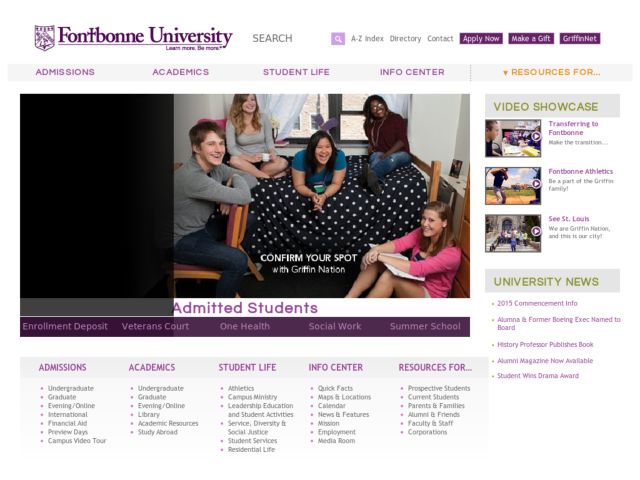 Fontbonne University
Learn more. Be more.
SEARCH
A-Z Index Directory Contact Apply Now Make a Gift GriffinNet
ADMISSIONS ACADEMICS STUDENT LIFE INFO CENTER ▾ RESOURCES FOR...
CONFIRM YOUR SPOT
with Griffin Nation
Admitted Students
Enrollment Deposit Veterans Court One Health Social Work Summer School
VIDEO SHOWCASE
Transferring to
Fontbonne
Make the transition...
Fontbonne Athletics
Be a part of the Griffin
family!
See St. Louis
We are Griffin Nation,
and this is our city!
UNIVERSITY NEWS
2015 Commencement Info
Alumna & Former Boeing Exec Named to
Board
History Professor Publishes Book
Alumni Magazine Now Available
Student Wins Drama Award
ADMISSIONS
Undergraduate
Graduate
Evening/Online
International
Financial Aid
Preview Days
Campus Video Tour
ACADEMICS
Undergraduate
Graduate
Evening/Online
Library
Academic Resources
Study Abroad
STUDENT LIFE
Athletics
Campus Ministry
Leadership Education
and Student Activities
Service, Diversity &
Social Justice
Student Services
Residential Life
INFO CENTER
Quick Facts
Maps & Locations
Calendar
News & Features
Mission
Employment
Media Room
RESOURCES FOR...
Prospective Students
Current Students
Parents & Families
Alumni & Friends
Faculty & Staff
Corporations